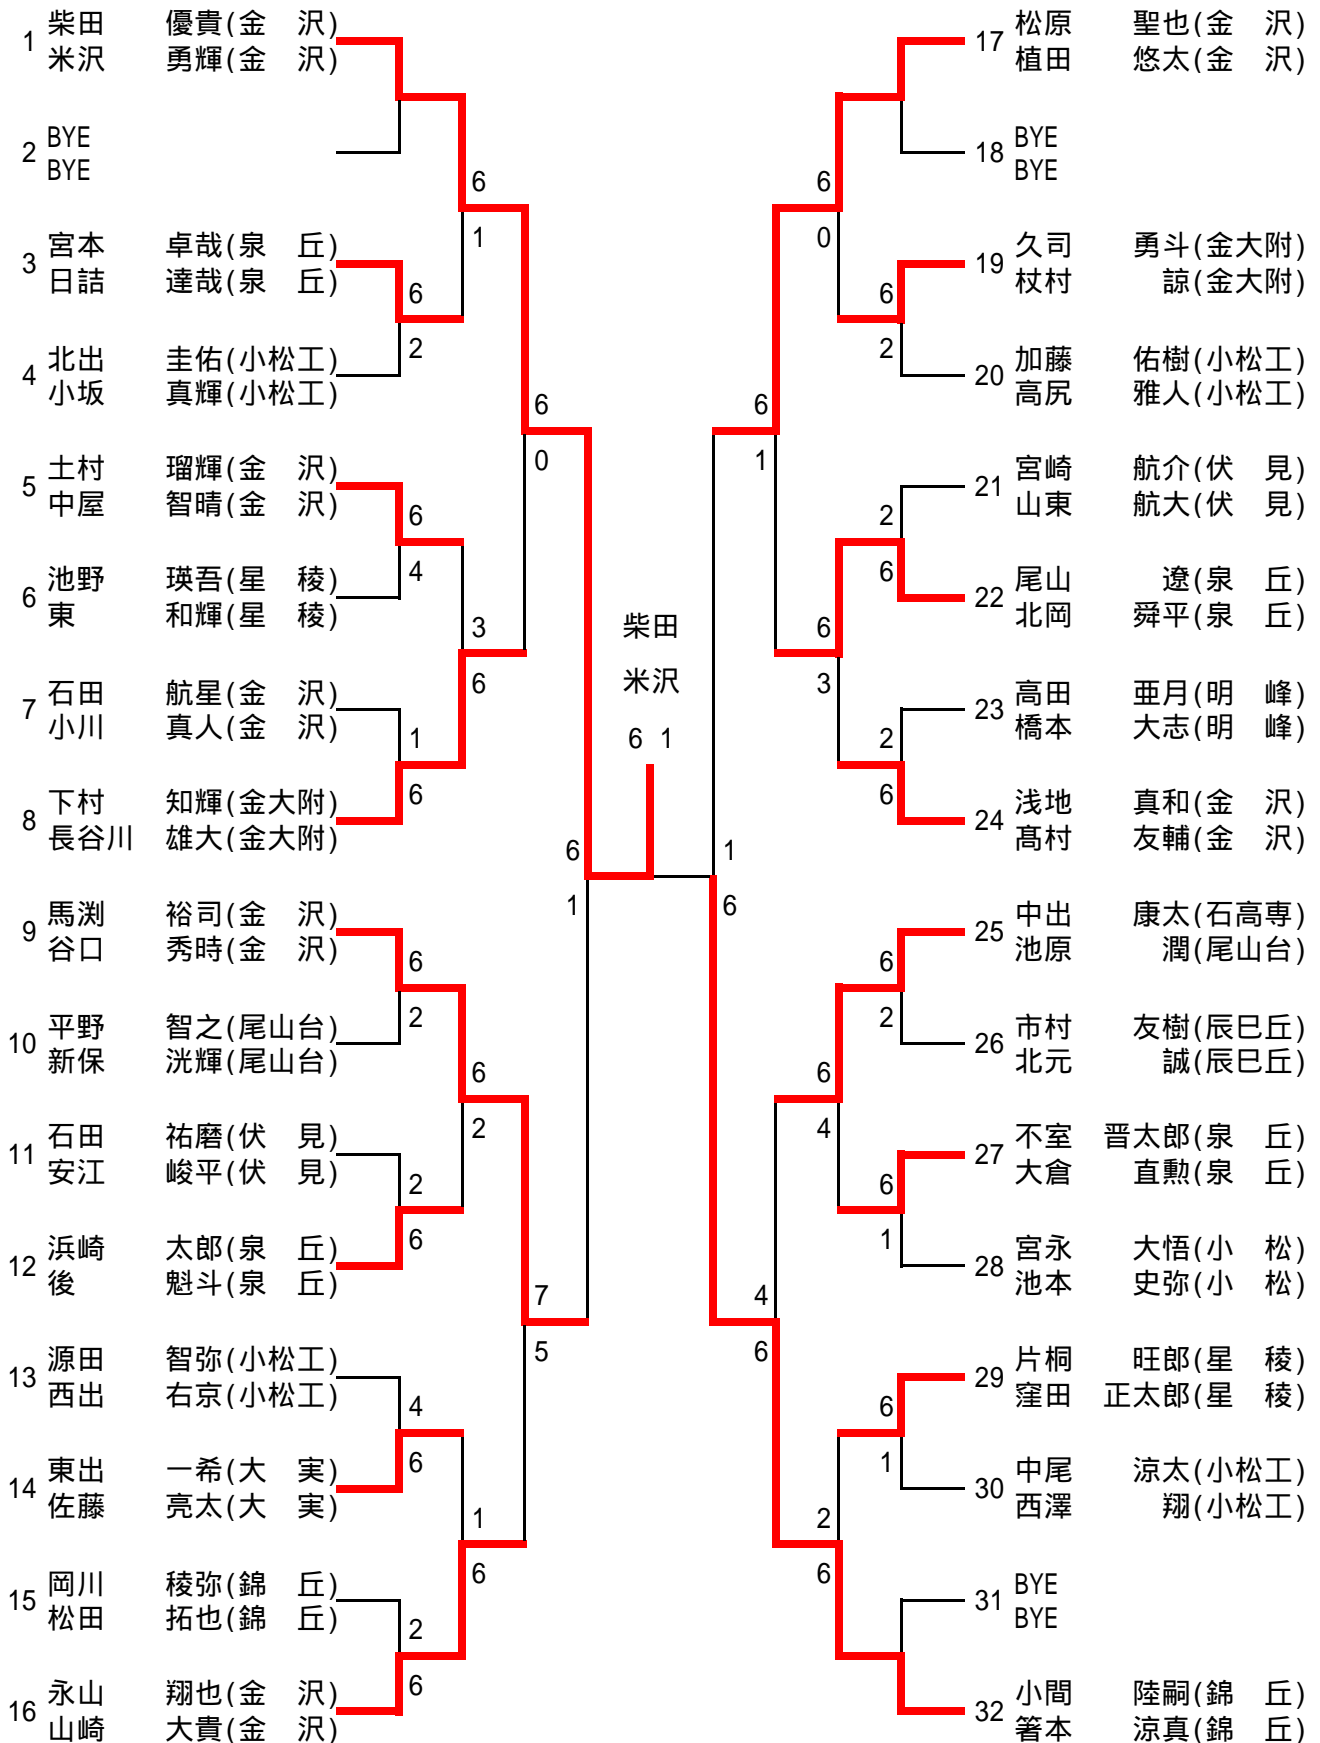 1
柴田 優貴(金 沢)
米沢 勇輝(金 沢)
2
BYE
BYE
6
1
3
宮本 卓哉(泉 丘)
日詰 達哉(泉 丘)
6
2
4
北出 圭佑(小松工)
小坂 真輝(小松工)
6
0
5
土村 瑠輝(金 沢)
中屋 智晴(金 沢)
6
4
6
池野 瑛吾(星 稜)
東 和輝(星 稜)
3
6
7
石田 航星(金 沢)
小川 真人(金 沢)
1
6
8
下村 知輝(金大附)
長谷川 雄大(金大附)
6
1
9
馬渕 裕司(金 沢)
谷口 秀時(金 沢)
6
2
10
平野 智之(尾山台)
新保 洸輝(尾山台)
6
2
11
石田 祐磨(伏 見)
安江 峻平(伏 見)
2
6
12
浜崎 太郎(泉 丘)
後 魁斗(泉 丘)
7
5
13
源田 智弥(小松工)
西出 右京(小松工)
4
6
14
東出 一希(大 実)
佐藤 亮太(大 実)
1
6
15
岡川 稜弥(錦 丘)
松田 拓也(錦 丘)
2
6
16
永山 翔也(金 沢)
山崎 大貴(金 沢)
柴田
米沢
6 1
17
松原 聖也(金 沢)
植田 悠太(金 沢)
18
BYE
BYE
6
0
19
久司 勇斗(金大附)
杖村 諒(金大附)
6
2
20
加藤 佑樹(小松工)
高尻 雅人(小松工)
6
1
21
宮崎 航介(伏 見)
山東 航大(伏 見)
2
6
22
尾山 遼(泉 丘)
北岡 舜平(泉 丘)
6
3
23
高田 亜月(明 峰)
橋本 大志(明 峰)
2
6
24
浅地 真和(金 沢)
髙村 友輔(金 沢)
1
6
25
中出 康太(石高専)
池原 潤(尾山台)
6
2
26
市村 友樹(辰巳丘)
北元 誠(辰巳丘)
6
4
27
不室 晋太郎(泉 丘)
大倉 直勲(泉 丘)
6
1
28
宮永 大悟(小 松)
池本 史弥(小 松)
4
6
29
片桐 旺郎(星 稜)
窪田 正太郎(星 稜)
6
1
30
中尾 涼太(小松工)
西澤 翔(小松工)
2
6
31
BYE
BYE
32
小間 陸嗣(錦 丘)
箸本 涼真(錦 丘)